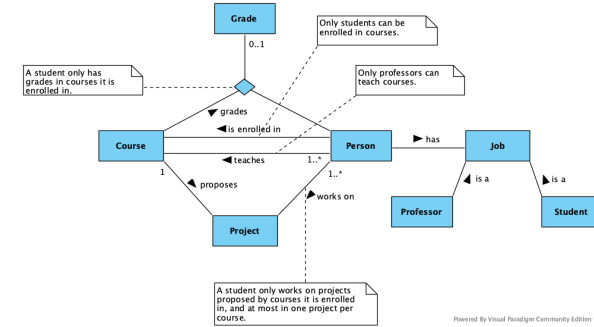 Grade
0..1
Only students can be
enrolled in courses.
A student only has
grades in courses it is
enrolled in.
Only professors can
teach courses.
grades
is enrolled in
Course
Person
has
Job
teaches
1..*
1
1..*
proposes
is a
is a
works on
Professor
Student
Project
A student only works on projects
proposed by courses it is enrolled
in, and at most in one project per
course.
Powered By Visual Paradigm Community Edition